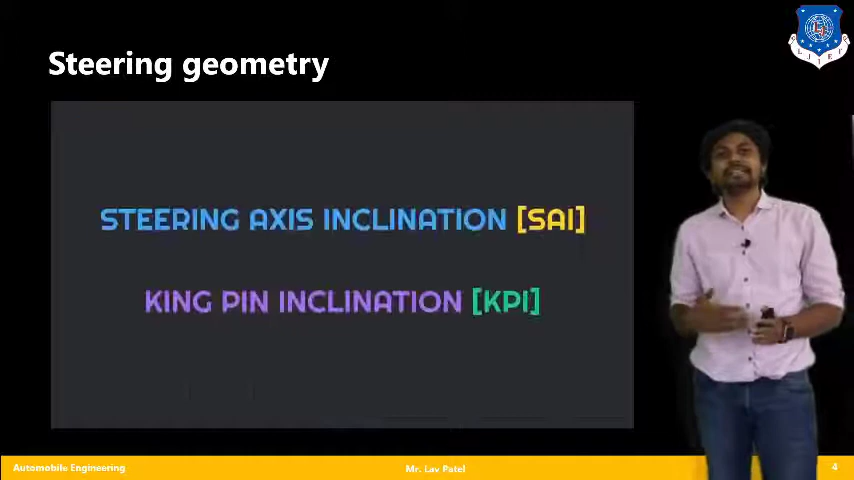 Steering geometry
STEERING AXIS INCLINATION [SAI]
KING PIN INCLINATION [KPI]
Automobile Engineering
Mr. Lav Patel
4